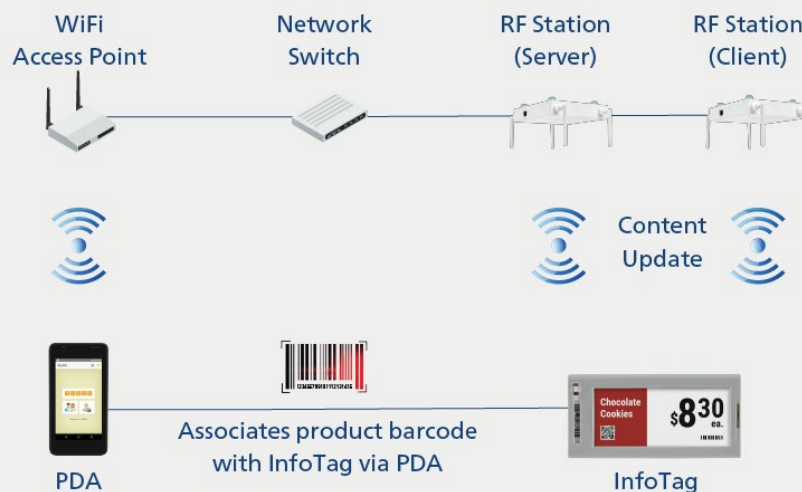 WiFi
Access Point
Network
Switch
RF Station
(Server)
RF Station
(Client)
Content
Update
Chocolate
Cookies
$8 30
ea.
Associates product barcode
with InfoTag via PDA
PDA
InfoTag